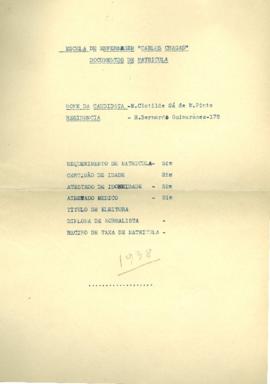 ESCOLA DE ENFERMAGEM "CARLOS CHAGAS"
DOCUMENTOS DE MATRICULA
NOME DA CANDIDATA -M.Clotilde Sá de M.Pinto
RESIDENCIA - R.Bernardo Guimarães-178
REQUERIMENTO DE MATRICULA- Sim
CERTIDÃO DE IDADE - Sim
ATESTADO DE IDONEIDADE - Sim
ATESTADO MEDICO - Sim
TITULO DE ELEITORA
DIPLOMA DE NORMALISTA -
RECIBO DE TAXA DE MATRICULA -
1938
..............